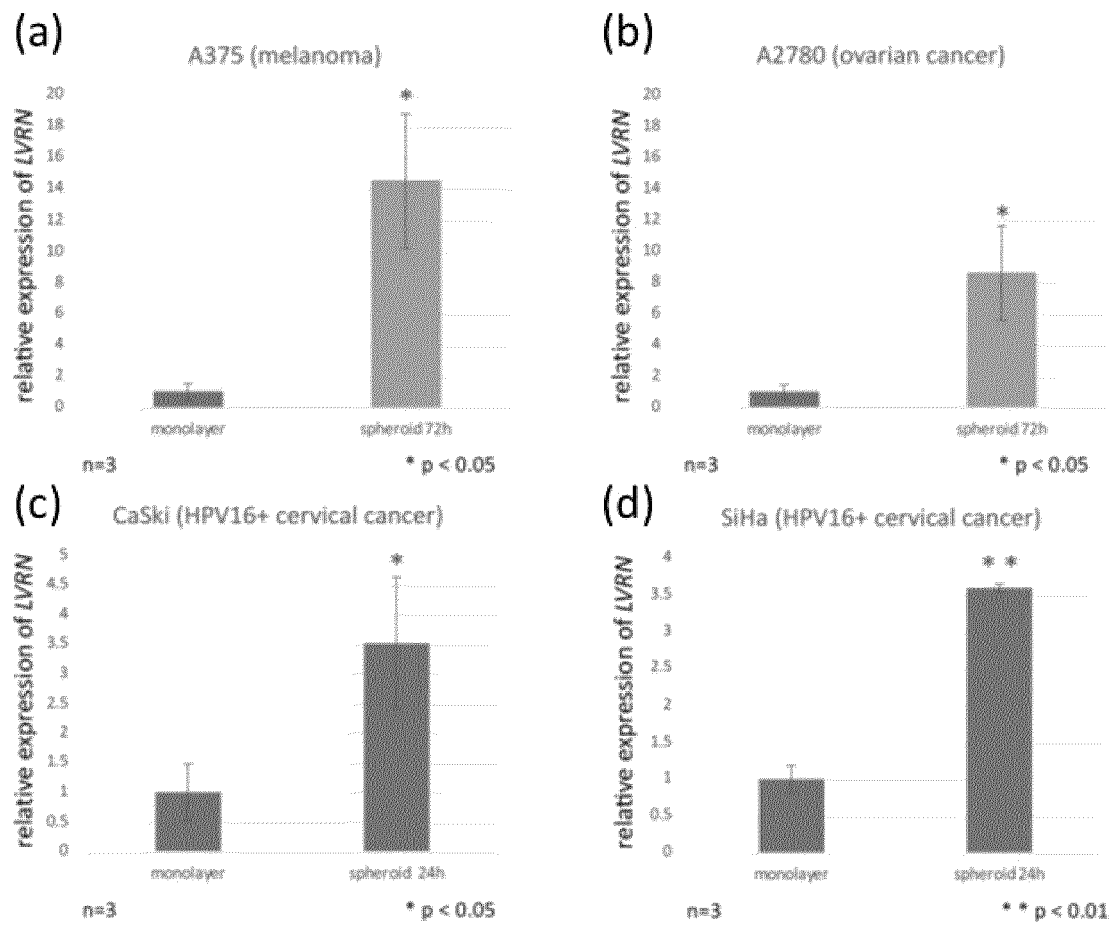 (a)
A375 (melanoma)
relative expression of LVRN
20
18
16
14
12
10
8
6
4
2
0
*
monolayer
spheroid 72h
n=3
* p < 0.05
(b)
A2780 (ovarian cancer)
relative expression of LVRN
20
18
16
14
12
10
8
6
4
2
0
*
monolayer
spheroid 72h
n=3
* p < 0.05
(c)
CaSki (HPV16+ cervical cancer)
relative expression of LVRN
5
4.5
4
3.5
3
2.5
2
1.5
1
0.5
0
*
monolayer
spheroid 24h
n=3
* p < 0.05
(d)
SiHa (HPV16+ cervical cancer)
relative expression of LVRN
4
3.5
3
2.5
2
1.5
1
0.5
0
* *
monolayer
spheroid 24h
n=3
* * p < 0.01